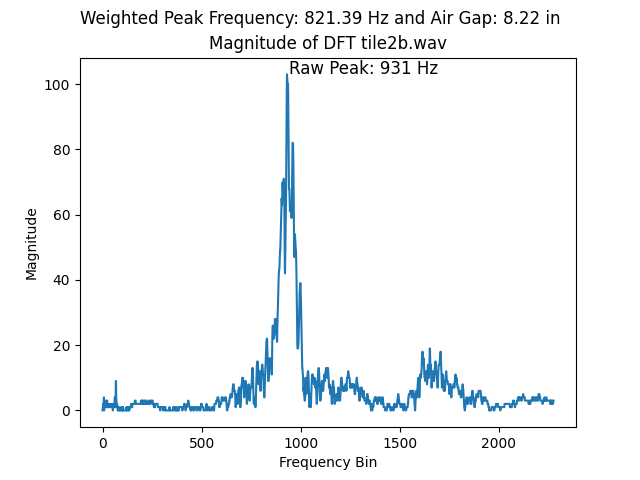 Weighted Peak Frequency: 821.39 Hz and Air Gap: 8.22 in
Magnitude of DFT tile2b.wav
Raw Peak: 931 Hz
100
80
60
40
20
0
Magnitude
0 500 1000 1500 2000
Frequency Bin